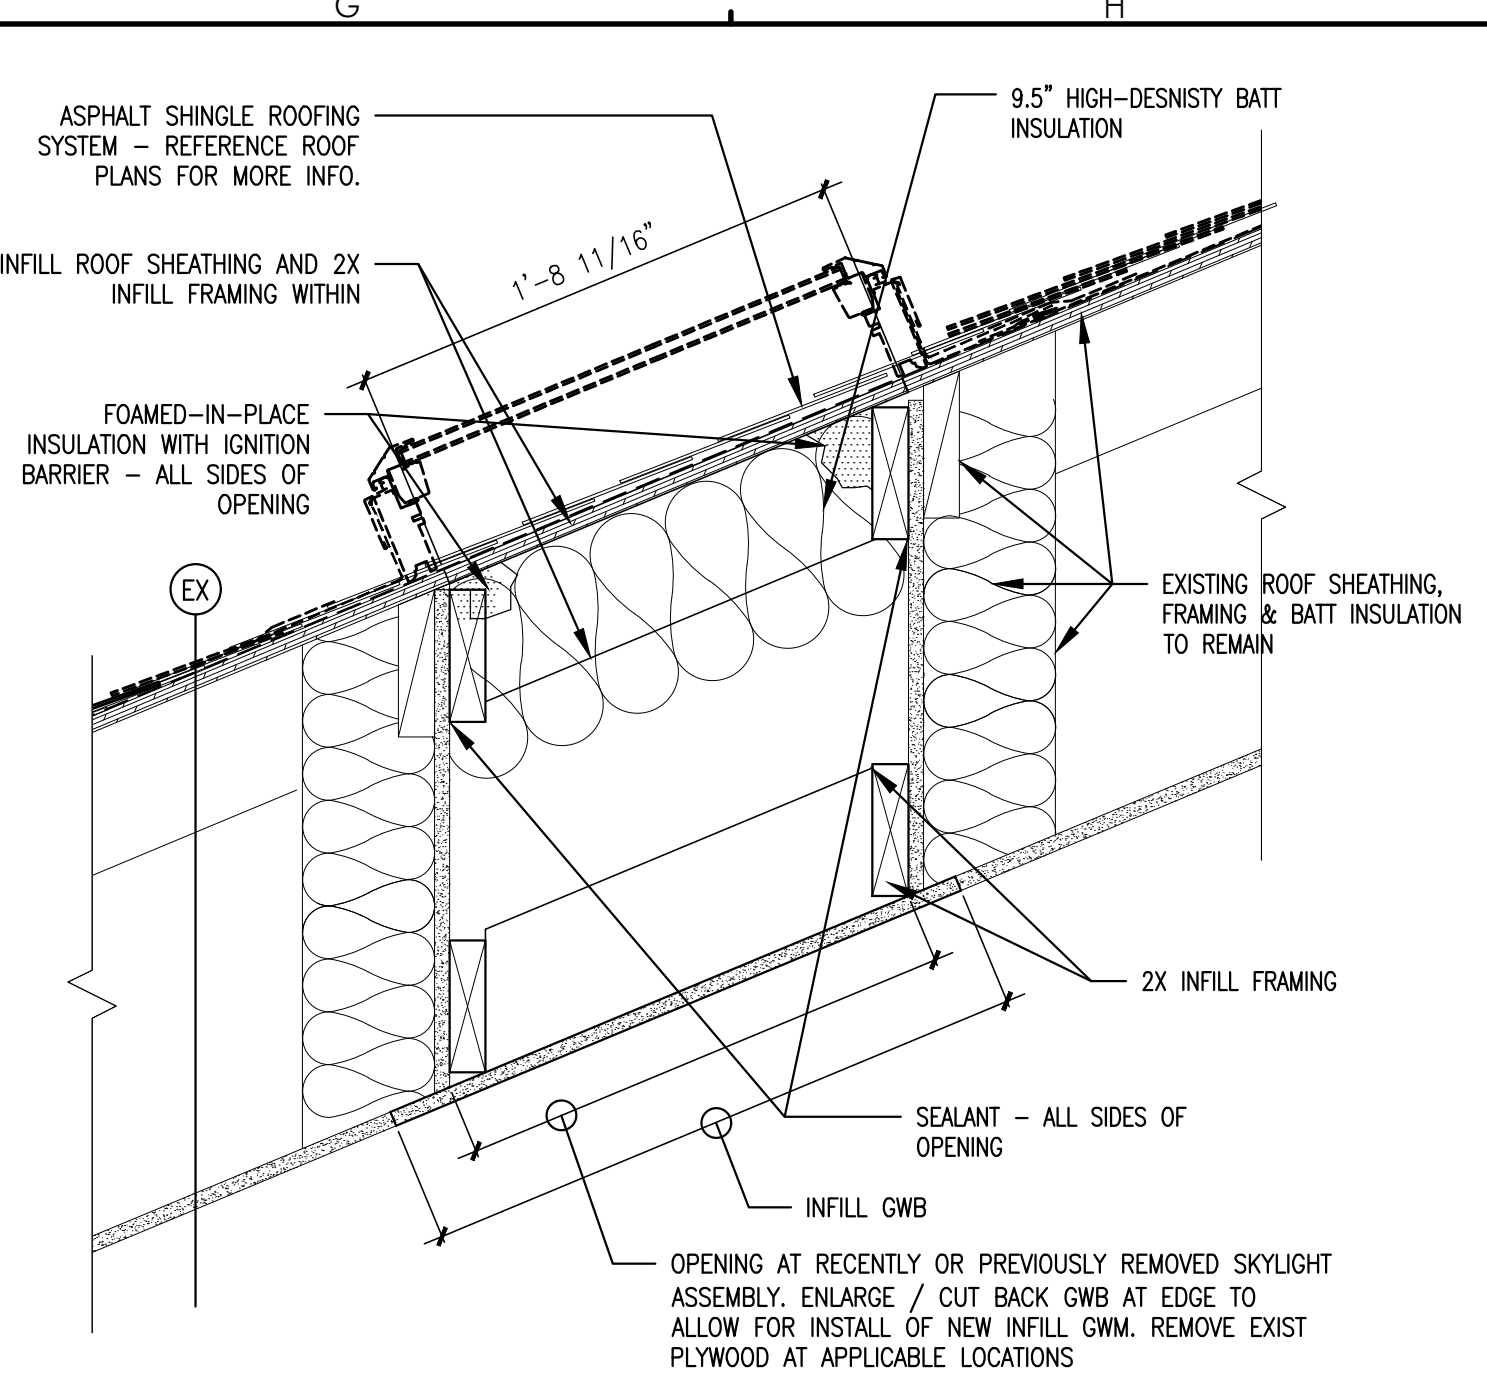 G
H
ASPHALT SHINGLE ROOFING
SYSTEM – REFERENCE ROOF
PLANS FOR MORE INFO.
9.5" HIGH–DESNISTY BATT
INSULATION
1'–8 11/16"
INFILL ROOF SHEATHING AND 2X
INFILL FRAMING WITHIN
FOAMED–IN–PLACE
INSULATION WITH IGNITION
BARRIER – ALL SIDES OF
OPENING
EX
EXISTING ROOF SHEATHING,
FRAMING & BATT INSULATION
TO REMAIN
2X INFILL FRAMING
SEALANT – ALL SIDES OF
OPENING
INFILL GWB
OPENING AT RECENTLY OR PREVIOUSLY REMOVED SKYLIGHT
ASSEMBLY. ENLARGE / CUT BACK GWB AT EDGE TO
ALLOW FOR INSTALL OF NEW INFILL GWM. REMOVE EXIST
PLYWOOD AT APPLICABLE LOCATIONS